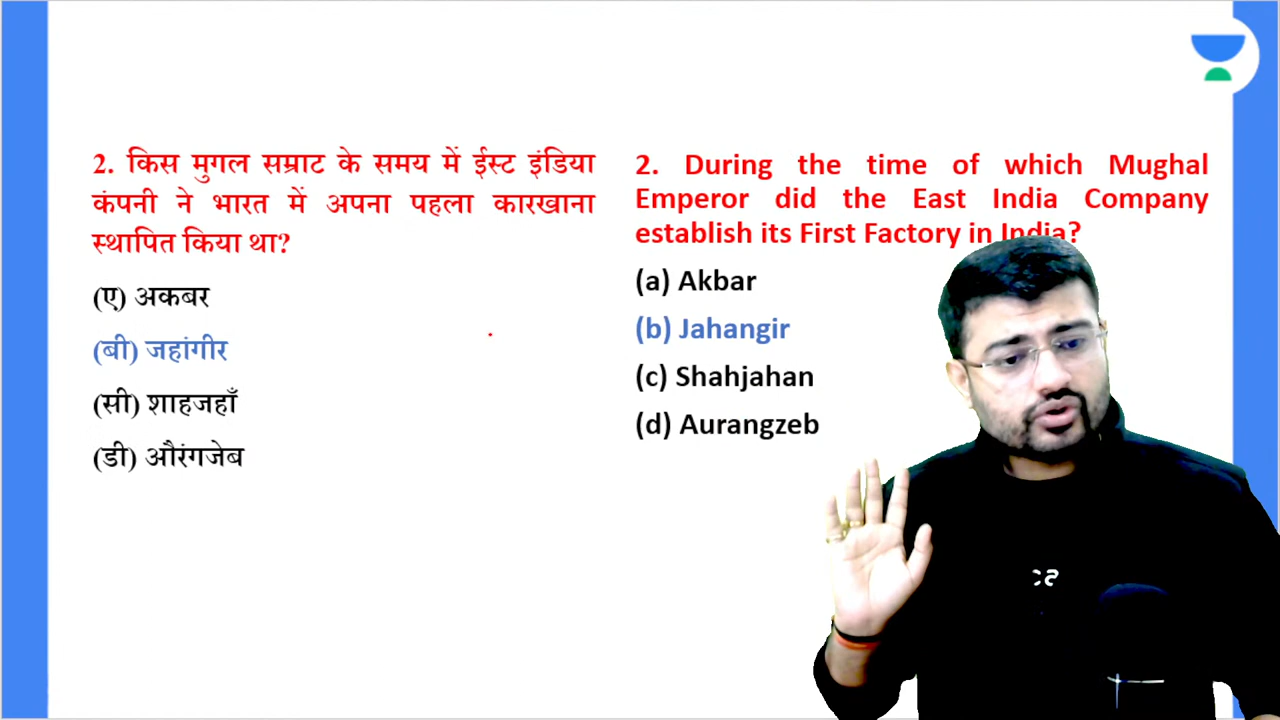 2. किस मुगल सम्राट के समय में ईस्ट इंडिया
कंपनी ने भारत में अपना पहला कारखाना
स्थापित किया था?
(ए) अकबर
(बी) जहांगीर
(सी) शाहजहाँ
(डी) औरंगजेब
2. During the time of which Mughal
Emperor did the East India Company
establish its First Factory in India?
(a) Akbar
(b) Jahangir
(c) Shahjahan
(d) Aurangzeb